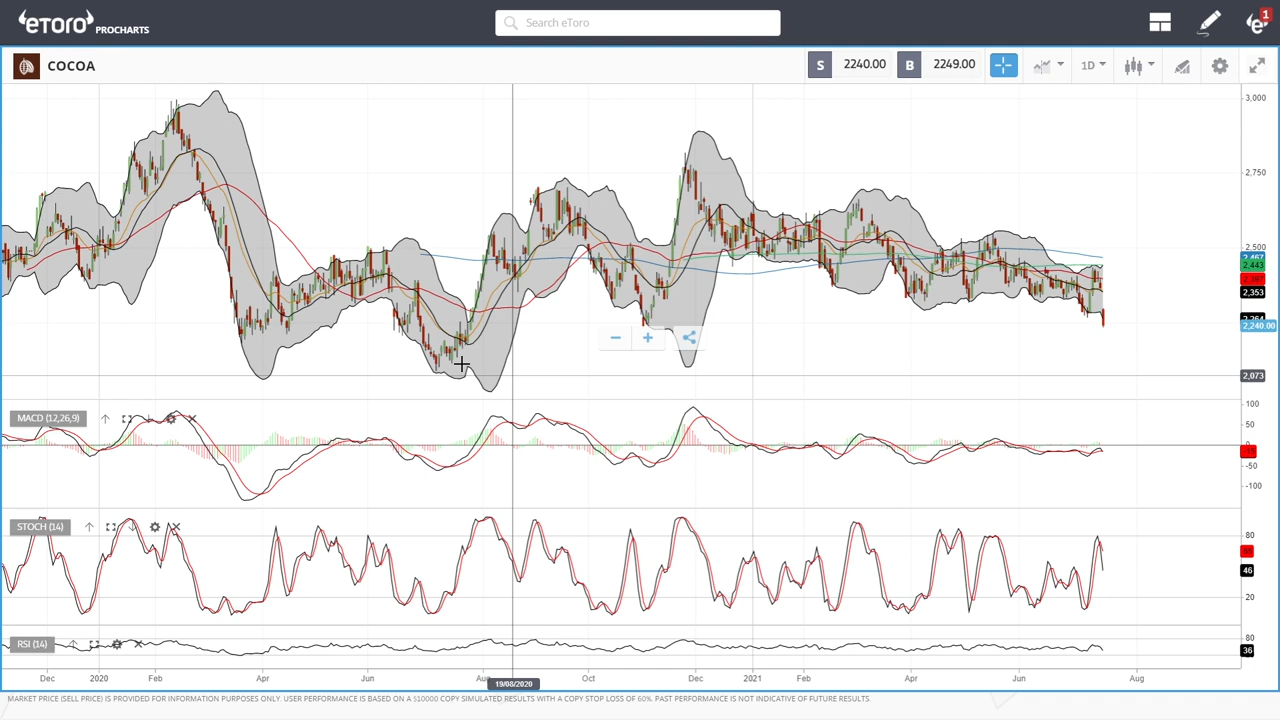 eToro PROCHARTS
Search eToro
1
COCOA
S 2240.00 B 2249.00
1D
3.000
2.750
2.500
2,443
2,353
2,240.00
2,073
MACD (12,26,9)
100
50
0
-50
-100
STOCH (14)
80
20
46
RSI (14)
80
36
Dec 2020 Feb Apr Jun Aug Oct Dec 2021 Feb Apr Jun Aug
19/08/2020
MARKET PRICE (SELL PRICE) IS PROVIDED FOR INFORMATION PURPOSES ONLY. USER PERFORMANCE IS BASED ON A $10000 COPY SIMULATED RESULTS WITH A COPY STOP LOSS OF 60%. PAST PERFORMANCE IS NOT INDICATIVE OF FUTURE RESULTS.